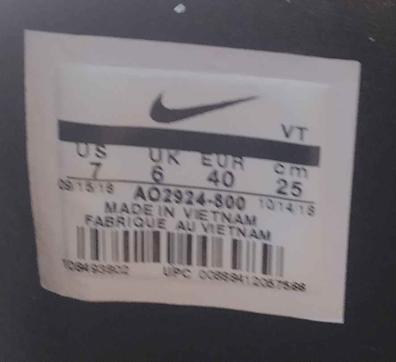 VT
US UK EUR cm
7 6 40 25
09/15/18 AO2924-800 10/14/18
MADE IN VIETNAM
FABRIQUE AU VIETNAM
UPC